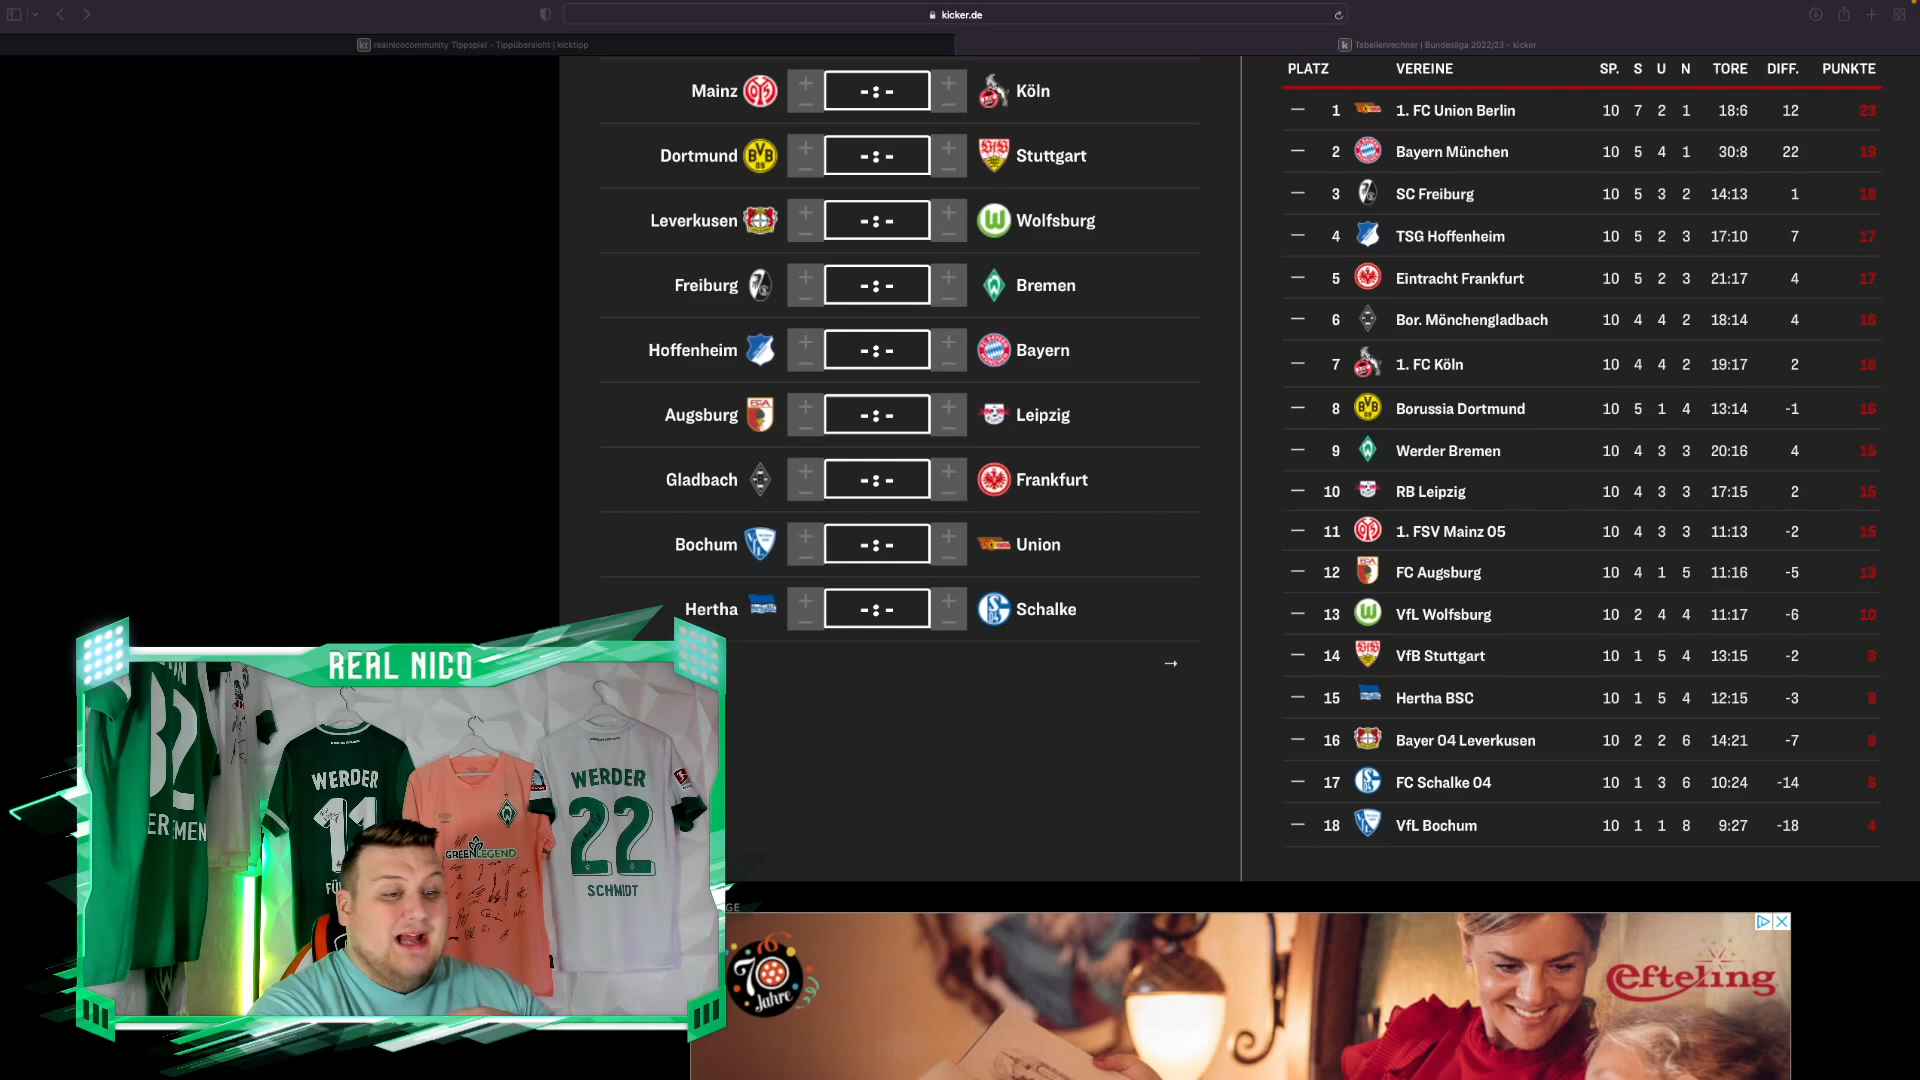 kicker.de
kt realnicocommunity Tippspiel - Tippübersicht | kicktipp
k Tabellenrechner | Bundesliga 2022/23 - kicker
Mainz -:- Köln
Dortmund -:- Stuttgart
Leverkusen -:- Wolfsburg
Freiburg -:- Bremen
Hoffenheim -:- Bayern
Augsburg -:- Leipzig
Gladbach -:- Frankfurt
Bochum -:- Union
Hertha -:- Schalke
→
PLATZ VEREINE SP. S U N TORE DIFF. PUNKTE
— 1 1. FC Union Berlin 10 7 2 1 18:6 12 23
— 2 Bayern München 10 5 4 1 30:8 22 19
— 3 SC Freiburg 10 5 3 2 14:13 1 18
— 4 TSG Hoffenheim 10 5 2 3 17:10 7 17
— 5 Eintracht Frankfurt 10 5 2 3 21:17 4 17
— 6 Bor. Mönchengladbach 10 4 4 2 18:14 4 16
— 7 1. FC Köln 10 4 4 2 19:17 2 16
— 8 Borussia Dortmund 10 5 1 4 13:14 -1 16
— 9 Werder Bremen 10 4 3 3 20:16 4 15
— 10 RB Leipzig 10 4 3 3 17:15 2 15
— 11 1. FSV Mainz 05 10 4 3 3 11:13 -2 15
— 12 FC Augsburg 10 4 1 5 11:16 -5 13
— 13 VfL Wolfsburg 10 2 4 4 11:17 -6 10
— 14 VfB Stuttgart 10 1 5 4 13:15 -2 8
— 15 Hertha BSC 10 1 5 4 12:15 -3 8
— 16 Bayer 04 Leverkusen 10 2 2 6 14:21 -7 8
— 17 FC Schalke 04 10 1 3 6 10:24 -14 6
— 18 VfL Bochum 10 1 1 8 9:27 -18 4
REAL NICO
32
WERDER
11
FÜ
GREENLEGEND
WERDER
22
SCHMIDT
GE
70
Jahre
efteling